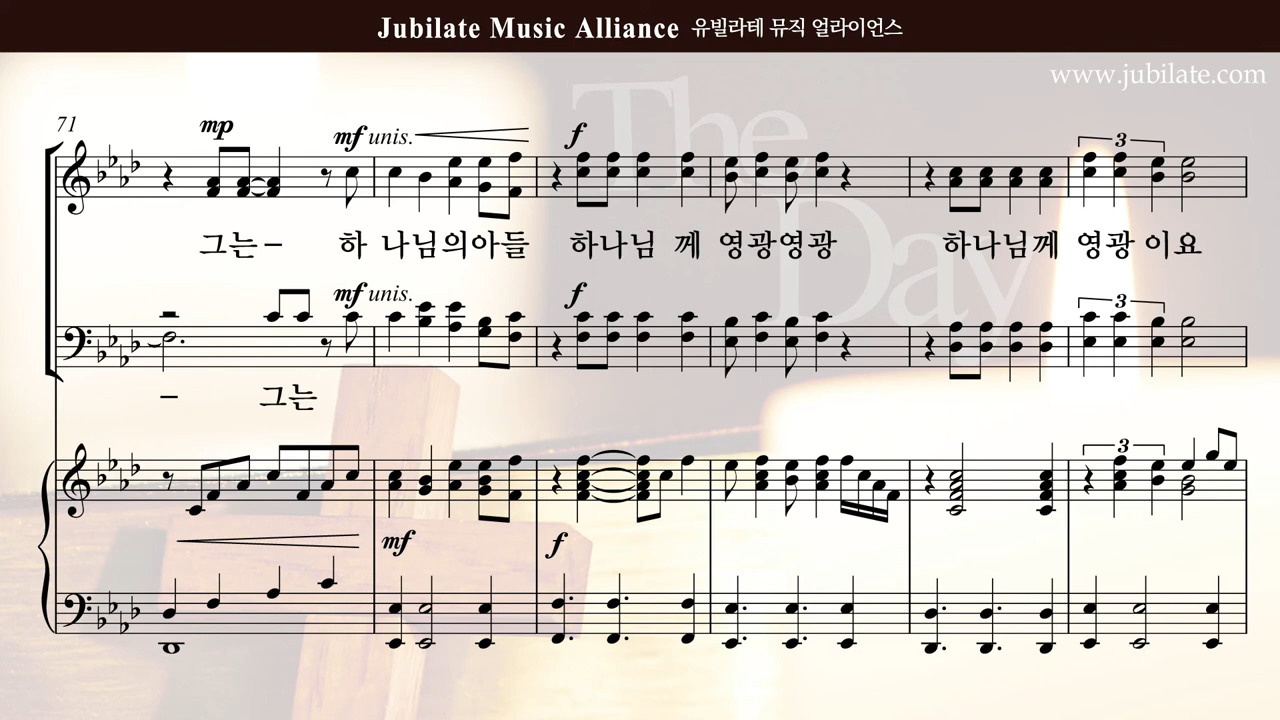 Jubilate Music Alliance 유빌라테 뮤직 얼라이언스
www.jubilate.com
The
Day
71
mp
mf unis.
f
3
그는– 하 나님의아들 하나님 께 영광영광 하나님께 영광 이요
mf unis.
f
3
– 그는
3
mf
f